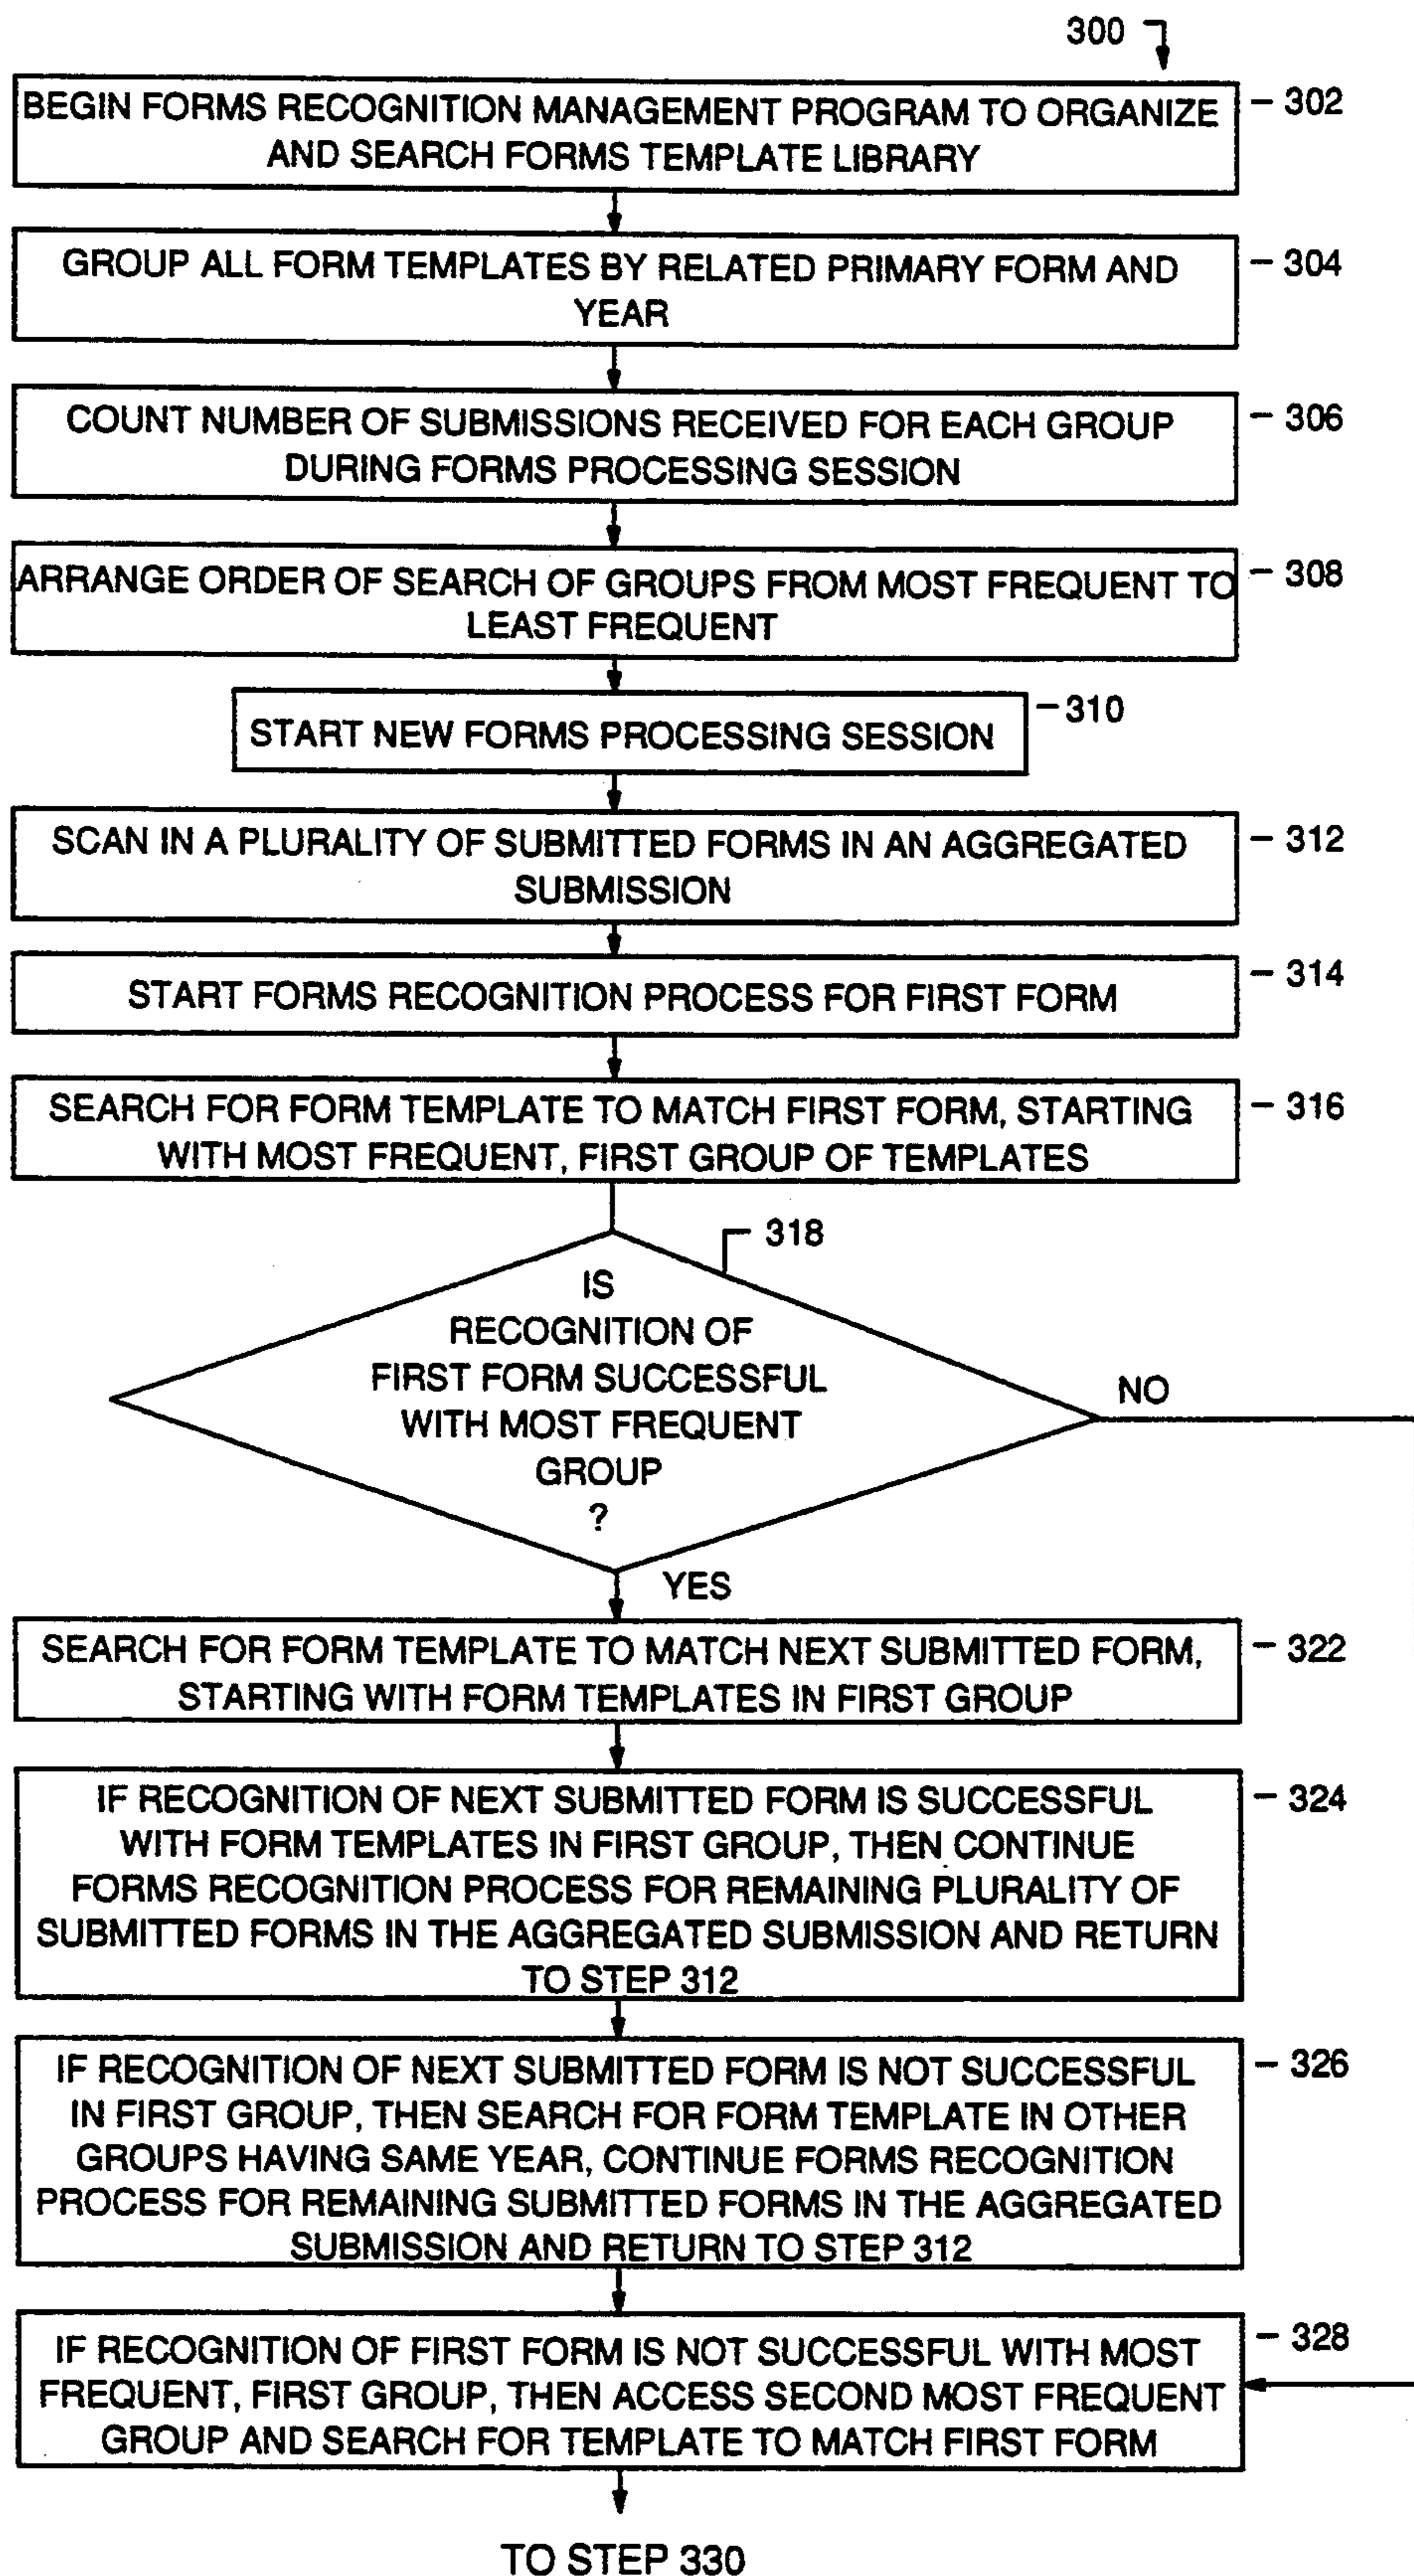 300
BEGIN FORMS RECOGNITION MANAGEMENT PROGRAM TO ORGANIZE
AND SEARCH FORMS TEMPLATE LIBRARY
302
GROUP ALL FORM TEMPLATES BY RELATED PRIMARY FORM AND
YEAR
304
COUNT NUMBER OF SUBMISSIONS RECEIVED FOR EACH GROUP
DURING FORMS PROCESSING SESSION
306
ARRANGE ORDER OF SEARCH OF GROUPS FROM MOST FREQUENT TO
LEAST FREQUENT
308
START NEW FORMS PROCESSING SESSION
310
SCAN IN A PLURALITY OF SUBMITTED FORMS IN AN AGGREGATED
SUBMISSION
312
START FORMS RECOGNITION PROCESS FOR FIRST FORM
314
SEARCH FOR FORM TEMPLATE TO MATCH FIRST FORM, STARTING
WITH MOST FREQUENT, FIRST GROUP OF TEMPLATES
316
318
IS
RECOGNITION OF
FIRST FORM SUCCESSFUL
WITH MOST FREQUENT
GROUP
?
NO
YES
SEARCH FOR FORM TEMPLATE TO MATCH NEXT SUBMITTED FORM,
STARTING WITH FORM TEMPLATES IN FIRST GROUP
322
IF RECOGNITION OF NEXT SUBMITTED FORM IS SUCCESSFUL
WITH FORM TEMPLATES IN FIRST GROUP, THEN CONTINUE
FORMS RECOGNITION PROCESS FOR REMAINING PLURALITY OF
SUBMITTED FORMS IN THE AGGREGATED SUBMISSION AND RETURN
TO STEP 312
324
IF RECOGNITION OF NEXT SUBMITTED FORM IS NOT SUCCESSFUL
IN FIRST GROUP, THEN SEARCH FOR FORM TEMPLATE IN OTHER
GROUPS HAVING SAME YEAR, CONTINUE FORMS RECOGNITION
PROCESS FOR REMAINING SUBMITTED FORMS IN THE AGGREGATED
SUBMISSION AND RETURN TO STEP 312
326
IF RECOGNITION OF FIRST FORM IS NOT SUCCESSFUL WITH MOST
FREQUENT, FIRST GROUP, THEN ACCESS SECOND MOST FREQUENT
GROUP AND SEARCH FOR TEMPLATE TO MATCH FIRST FORM
328
TO STEP 330